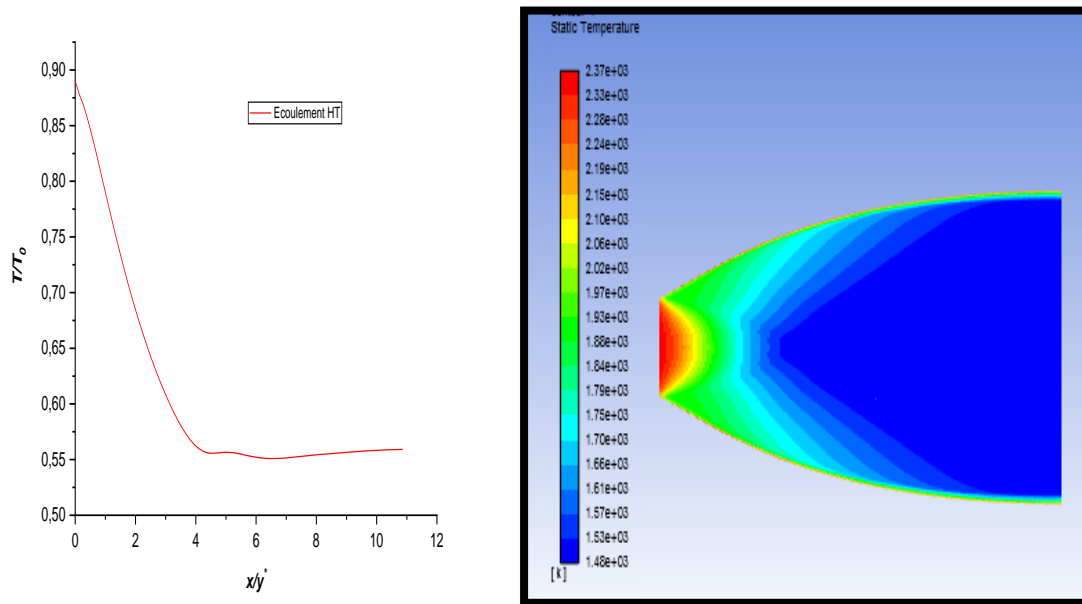 0,90
0,85
0,80
0,75
0,70
0,65
0,60
0,55
0,50
T/T₀
0 2 4 6 8 10 12
x/y*
Ecoulement HT
Static Temperature
2.37e+03
2.33e+03
2.28e+03
2.24e+03
2.19e+03
2.15e+03
2.10e+03
2.06e+03
2.02e+03
1.97e+03
1.93e+03
1.88e+03
1.84e+03
1.79e+03
1.75e+03
1.70e+03
1.66e+03
1.61e+03
1.57e+03
1.53e+03
1.48e+03
[k]